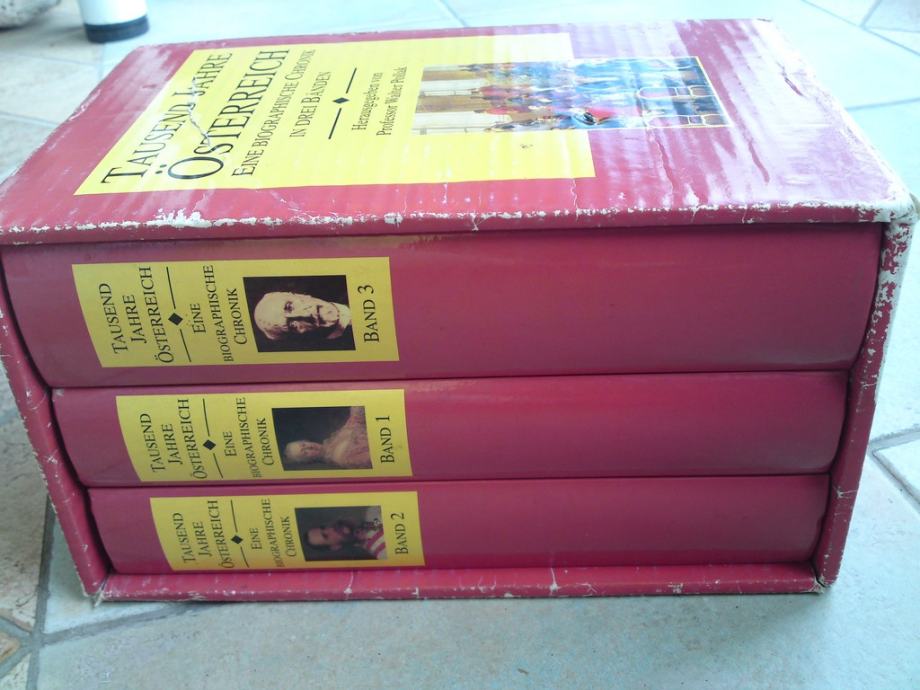 TAUSEND JAHRE
ÖSTERREICH
EINE BIOGRAPHISCHE CHRONIK
IN DREI BÄNDEN
Herausgegeben von
Professor Walter Pollak
TAUSEND
JAHRE
ÖSTERREICH
EINE
BIOGRAPHISCHE
CHRONIK
BAND 3
TAUSEND
JAHRE
ÖSTERREICH
EINE
BIOGRAPHISCHE
CHRONIK
BAND 1
TAUSEND
JAHRE
ÖSTERREICH
EINE
BIOGRAPHISCHE
CHRONIK
BAND 2